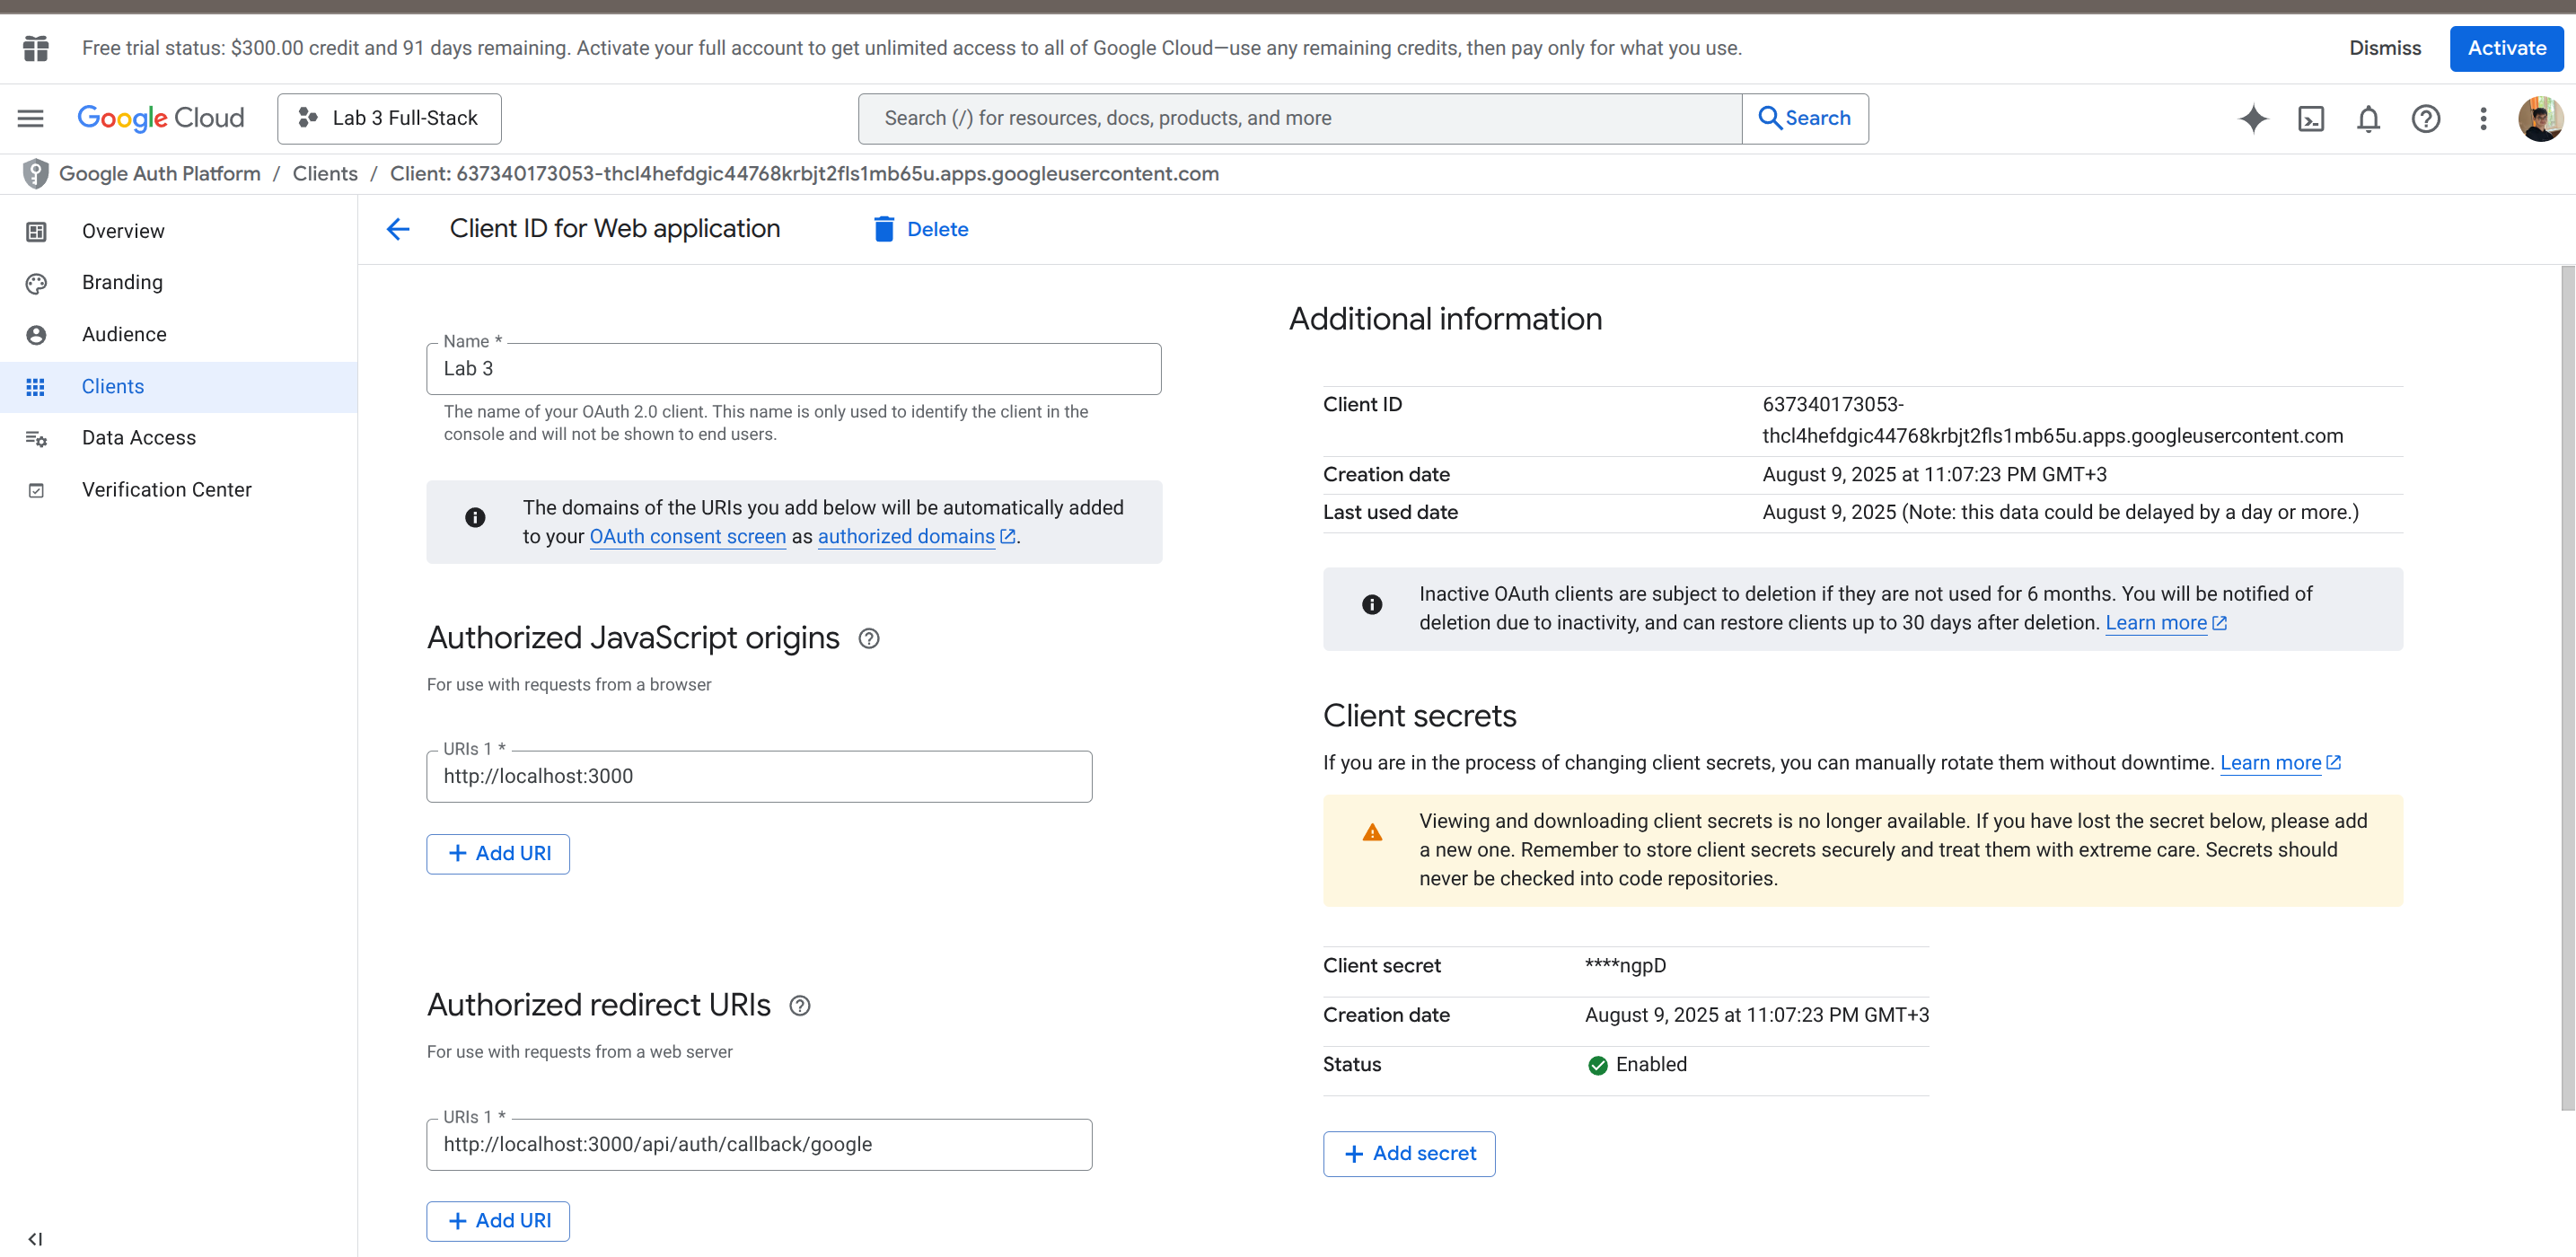 Free trial status: $300.00 credit and 91 days remaining. Activate your full account to get unlimited access to all of Google Cloud—use any remaining credits, then pay only for what you use.
Dismiss
Activate
Google Cloud
Lab 3 Full-Stack
Search (/) for resources, docs, products, and more
Search
Google Auth Platform / Clients / Client: 637340173053-thcl4hefdgic44768krbjt2fls1mb65u.apps.googleusercontent.com
Overview
Branding
Audience
Clients
Data Access
Verification Center
Client ID for Web application
Delete
Name *
Lab 3
The name of your OAuth 2.0 client. This name is only used to identify the client in the
console and will not be shown to end users.
The domains of the URIs you add below will be automatically added
to your OAuth consent screen as authorized domains.
Authorized JavaScript origins
For use with requests from a browser
URIs 1 *
http://localhost:3000
+ Add URI
Authorized redirect URIs
For use with requests from a web server
URIs 1 *
http://localhost:3000/api/auth/callback/google
+ Add URI
Additional information
Client ID
637340173053-
thcl4hefdgic44768krbjt2fls1mb65u.apps.googleusercontent.com
Creation date
August 9, 2025 at 11:07:23 PM GMT+3
Last used date
August 9, 2025 (Note: this data could be delayed by a day or more.)
Inactive OAuth clients are subject to deletion if they are not used for 6 months. You will be notified of
deletion due to inactivity, and can restore clients up to 30 days after deletion. Learn more
Client secrets
If you are in the process of changing client secrets, you can manually rotate them without downtime. Learn more
Viewing and downloading client secrets is no longer available. If you have lost the secret below, please add
a new one. Remember to store client secrets securely and treat them with extreme care. Secrets should
never be checked into code repositories.
Client secret
****ngpD
Creation date
August 9, 2025 at 11:07:23 PM GMT+3
Status
Enabled
+ Add secret